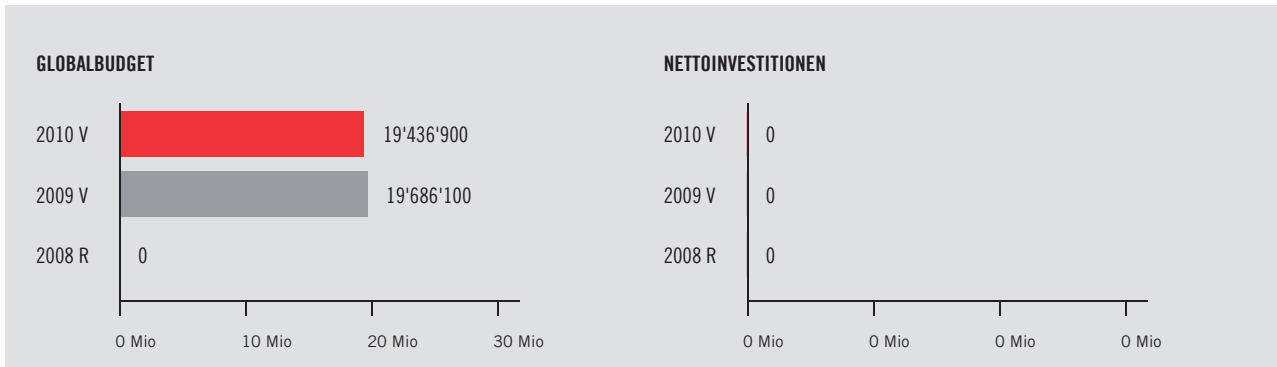 GLOBALBUDGET
2010 V 19'436'900
2009 V 19'686'100
2008 R 0
0 Mio 10 Mio 20 Mio 30 Mio
NETTOINVESTITIONEN
2010 V 0
2009 V 0
2008 R 0
0 Mio 0 Mio 0 Mio 0 Mio